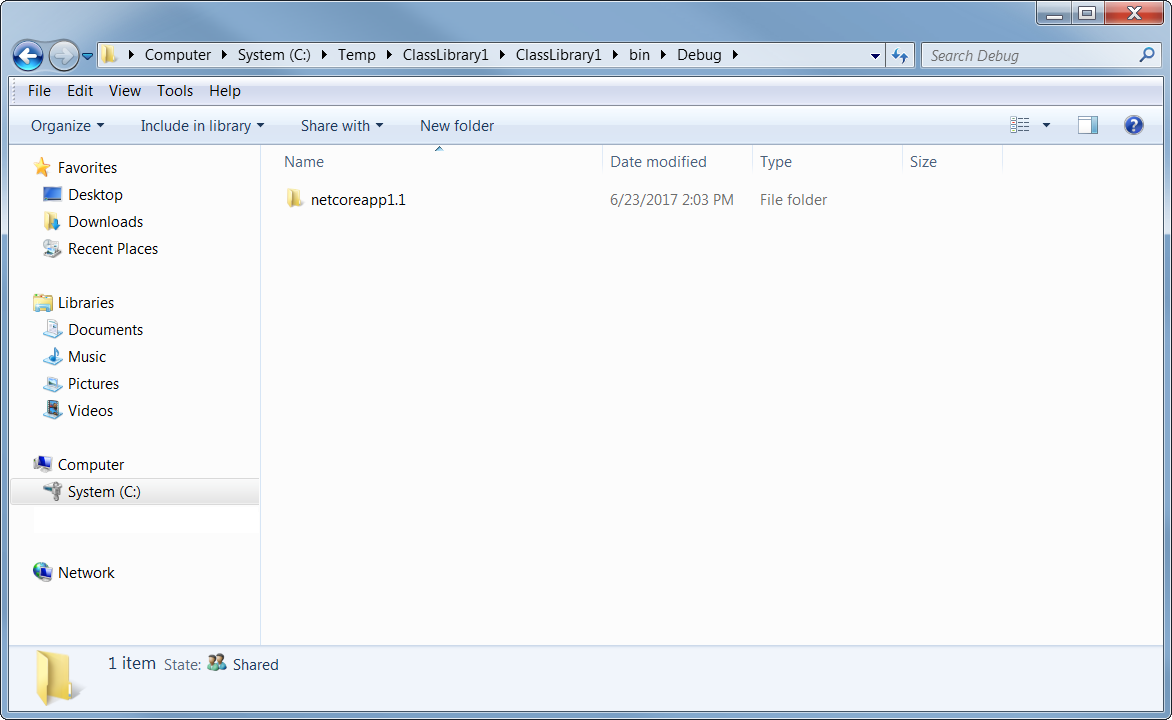 Computer System (C:) Temp ClassLibrary1 ClassLibrary1 bin Debug Search Debug
File Edit View Tools Help
Organize Include in library Share with New folder
Name Date modified Type Size
netcoreapp1.1 6/23/2017 2:03 PM File folder
Favorites
Desktop
Downloads
Recent Places
Libraries
Documents
Music
Pictures
Videos
Computer
System (C:)
Network
1 item State: Shared